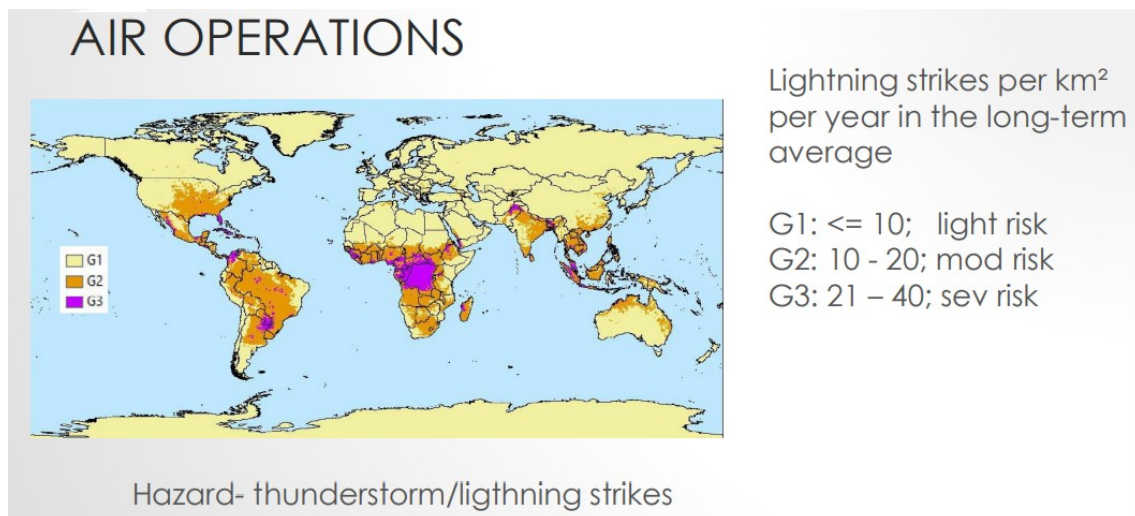 AIR OPERATIONS
G1
G2
G3
Hazard- thunderstorm/ligthning strikes
Lightning strikes per km²
per year in the long-term
average
G1: <= 10; light risk
G2: 10 - 20; mod risk
G3: 21 – 40; sev risk